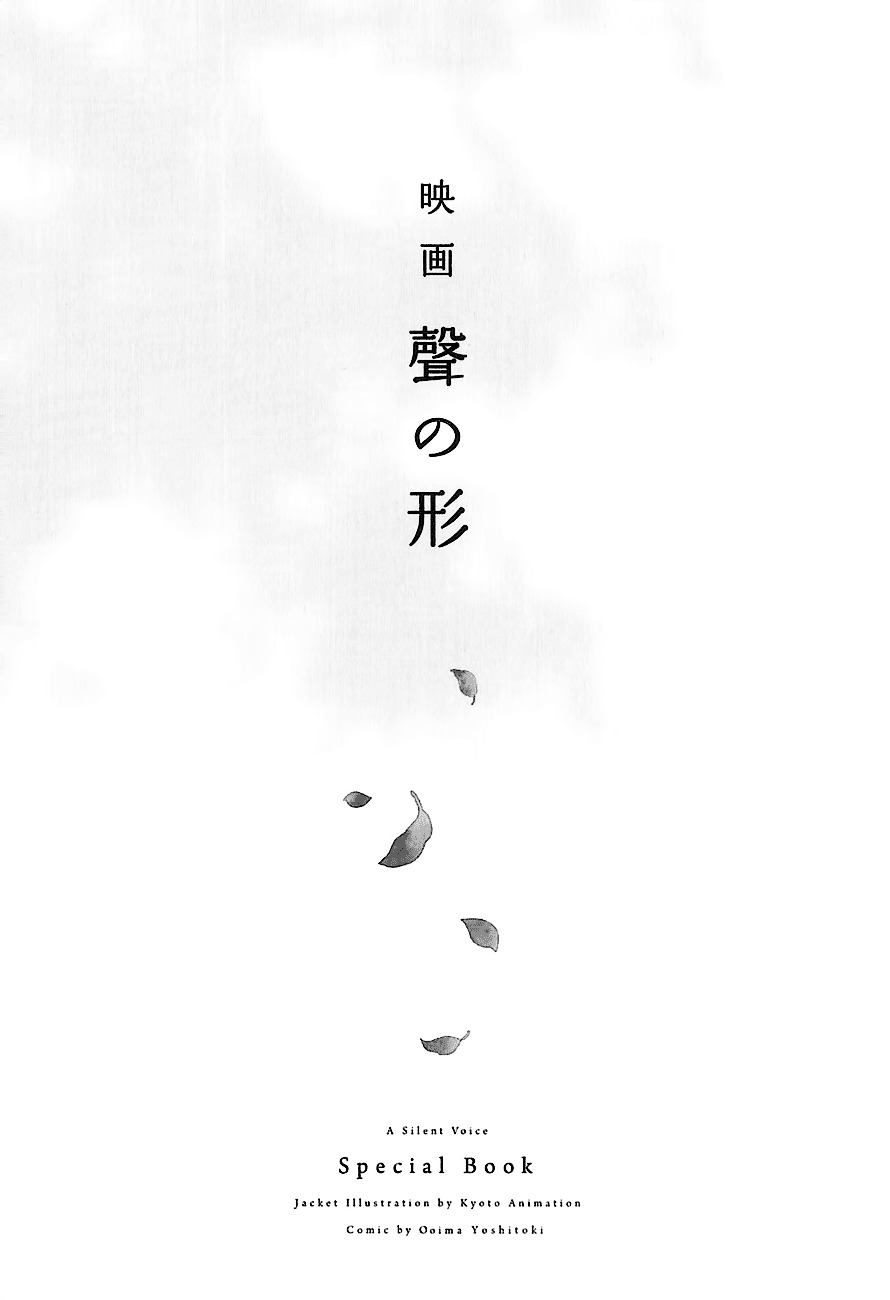 映画 聲の形
A Silent Voice
Special Book
Jacket Illustration by Kyoto Animation
Comic by Ooima Yoshitoki